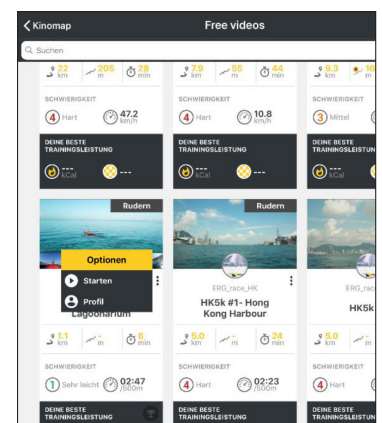 Kinomap
Free videos
Suchen
22 km
205 m
28 min
7.9 km
55 m
44 min
9.3 km
16
SCHWIERIGKEIT
SCHWIERIGKEIT
SCHWIERIGKEIT
4 Hart
47.2 km/h
4 Hart
10.8 km/h
3 Mittel
DEINE BESTE
TRAININGSLEISTUNG
DEINE BESTE
TRAININGSLEISTUNG
DEINE BESTE
TRAININGSLEISTUNG
--- kCal
---
--- kCal
---
--- kCal
Rudern
Rudern
Optionen
Starten
Profil
Lagoonarium
ERG_race_HK
HK5k #1- Hong
Kong Harbour
ERG_rac
HK5k
1.1 km
- m
6 min
5.0 km
- m
24 min
5.0 km
SCHWIERIGKEIT
SCHWIERIGKEIT
SCHWIERIGKEIT
1 Sehr leicht
02:47 /500m
4 Hart
02:23 /500m
4 Hart
DEINE BESTE
TRAININGSLEISTUNG
DEINE BESTE
TRAININGSLEISTUNG
DEINE BESTE
TRAININGSLEISTUNG